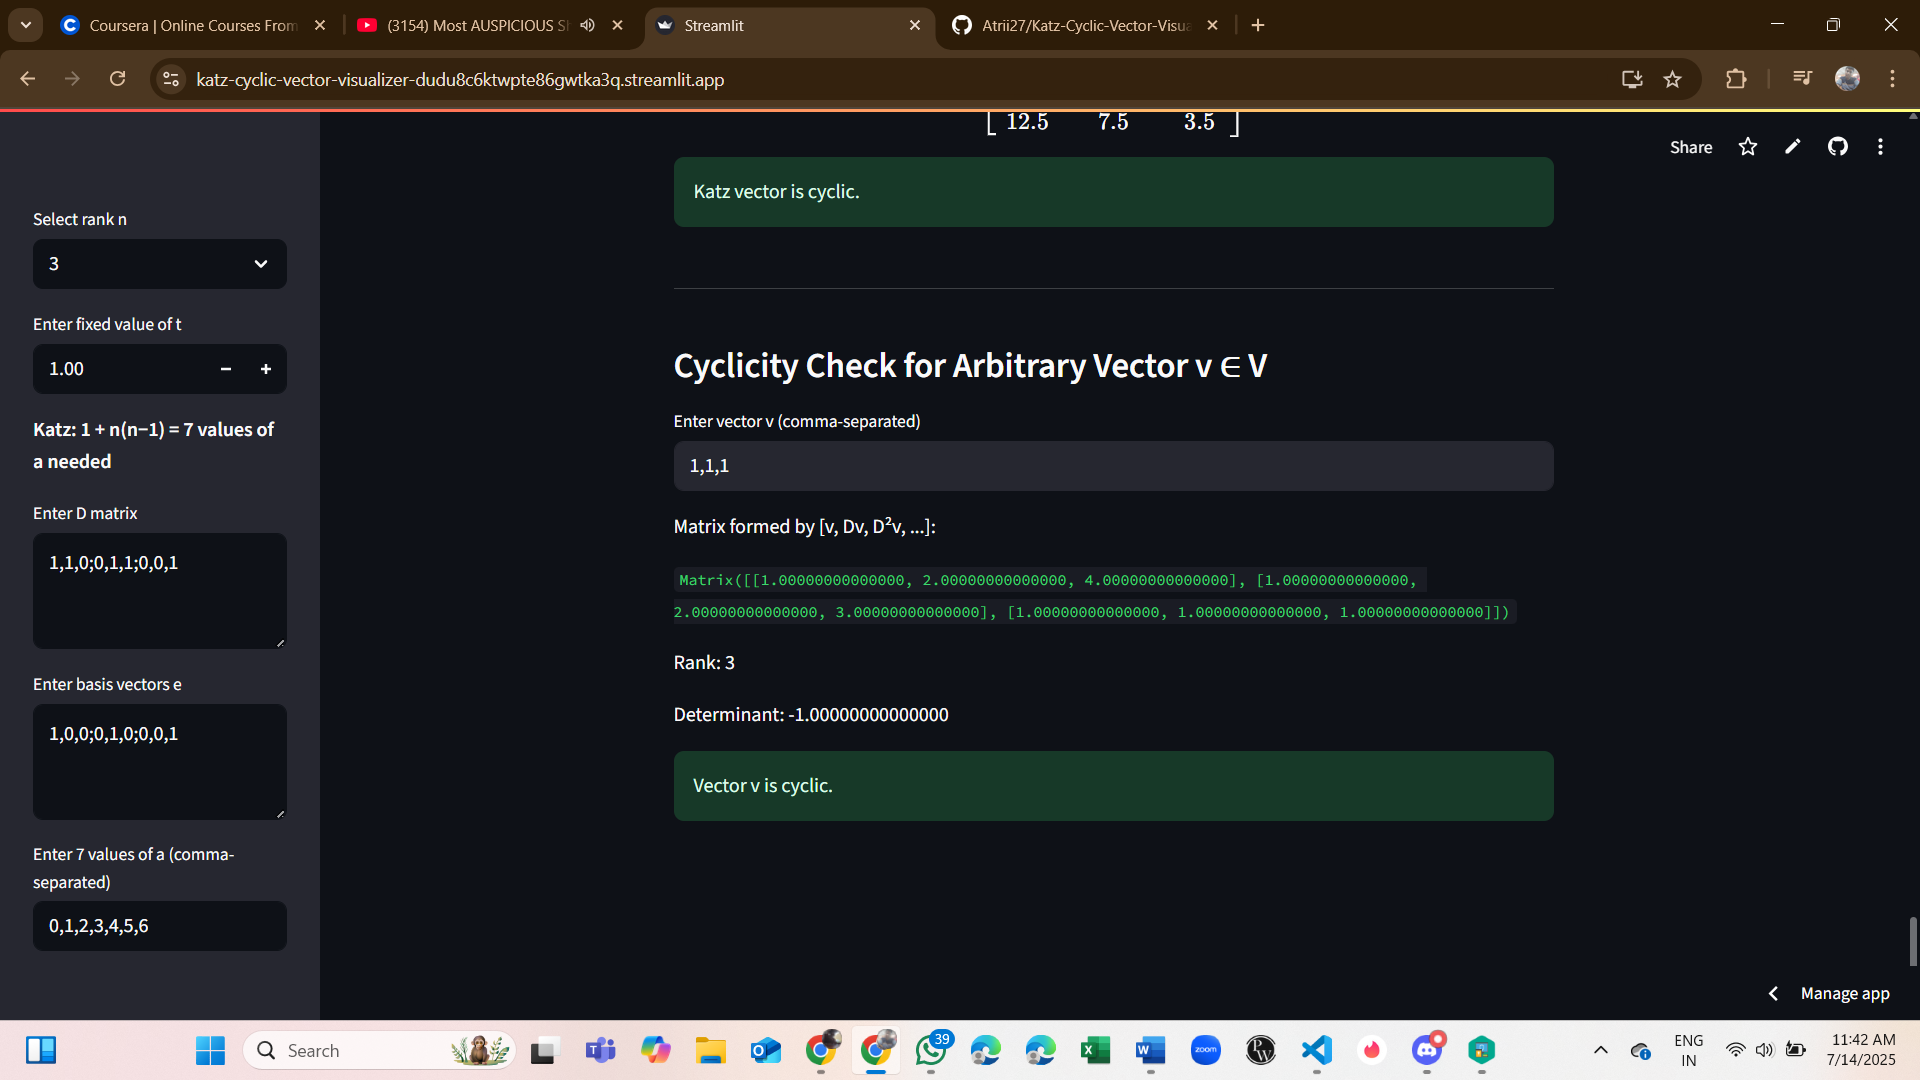 Coursera | Online Courses From
(3154) Most AUSPICIOUS S
Streamlit
Atrii27/Katz-Cyclic-Vector-Visua
katz-cyclic-vector-visualizer-dudu8c6ktwpte86gwtka3q.streamlit.app
Share
Select rank n
3
Enter fixed value of t
1.00
Katz: 1 + n(n−1) = 7 values of
a needed
Enter D matrix
1,1,0;0,1,1;0,0,1
Enter basis vectors e
1,0,0;0,1,0;0,0,1
Enter 7 values of a (comma-
separated)
0,1,2,3,4,5,6
12.5 7.5 3.5
Katz vector is cyclic.
Cyclicity Check for Arbitrary Vector v ∈ V
Enter vector v (comma-separated)
1,1,1
Matrix formed by [v, Dv, D²v, ...]:
Matrix([[1.00000000000000, 2.00000000000000, 4.00000000000000], [1.00000000000000,
2.00000000000000, 3.00000000000000], [1.00000000000000, 1.00000000000000, 1.00000000000000]])
Rank: 3
Determinant: -1.00000000000000
Vector v is cyclic.
Manage app
Search
39
zoom
PW
ENG
IN
11:42 AM
7/14/2025